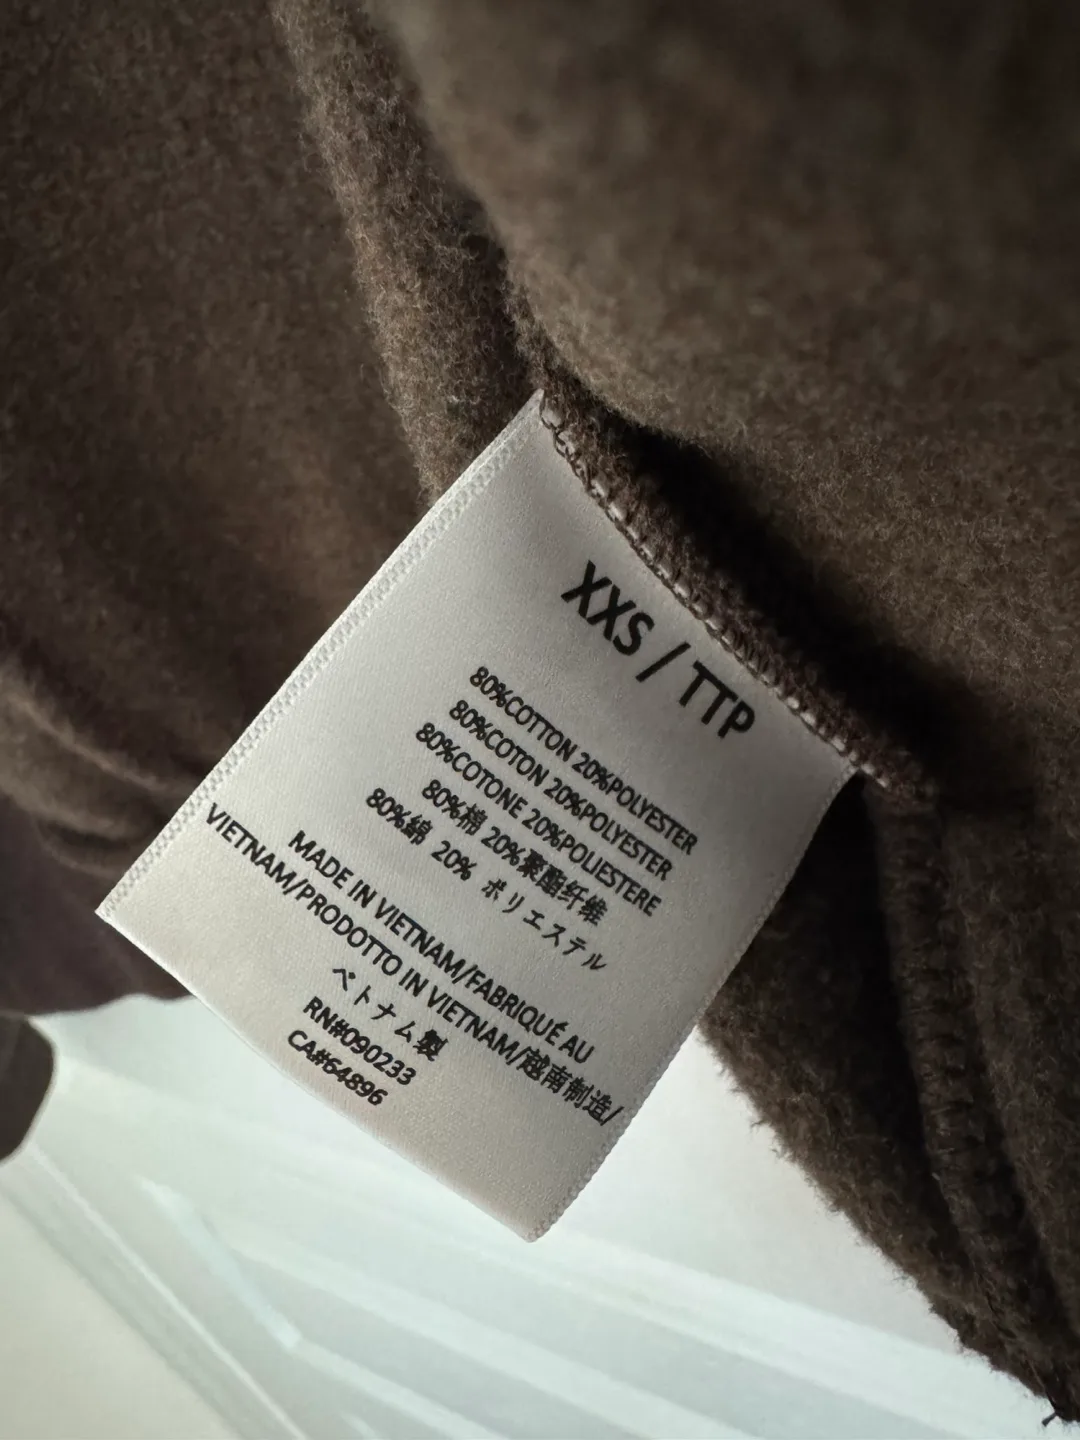 XXS / TTP
80%COTTON 20%POLYESTER
80%COTON 20%POLYESTER
80%COTONE 20%POLIESTERE
80%棉 20%聚酯纤维
80%綿 20% ポリエステル
MADE IN VIETNAM/FABRIQUÉ AU
VIETNAM/PRODOTTO IN VIETNAM/越南制造/
ベトナム製
RN#090233
CA#64896